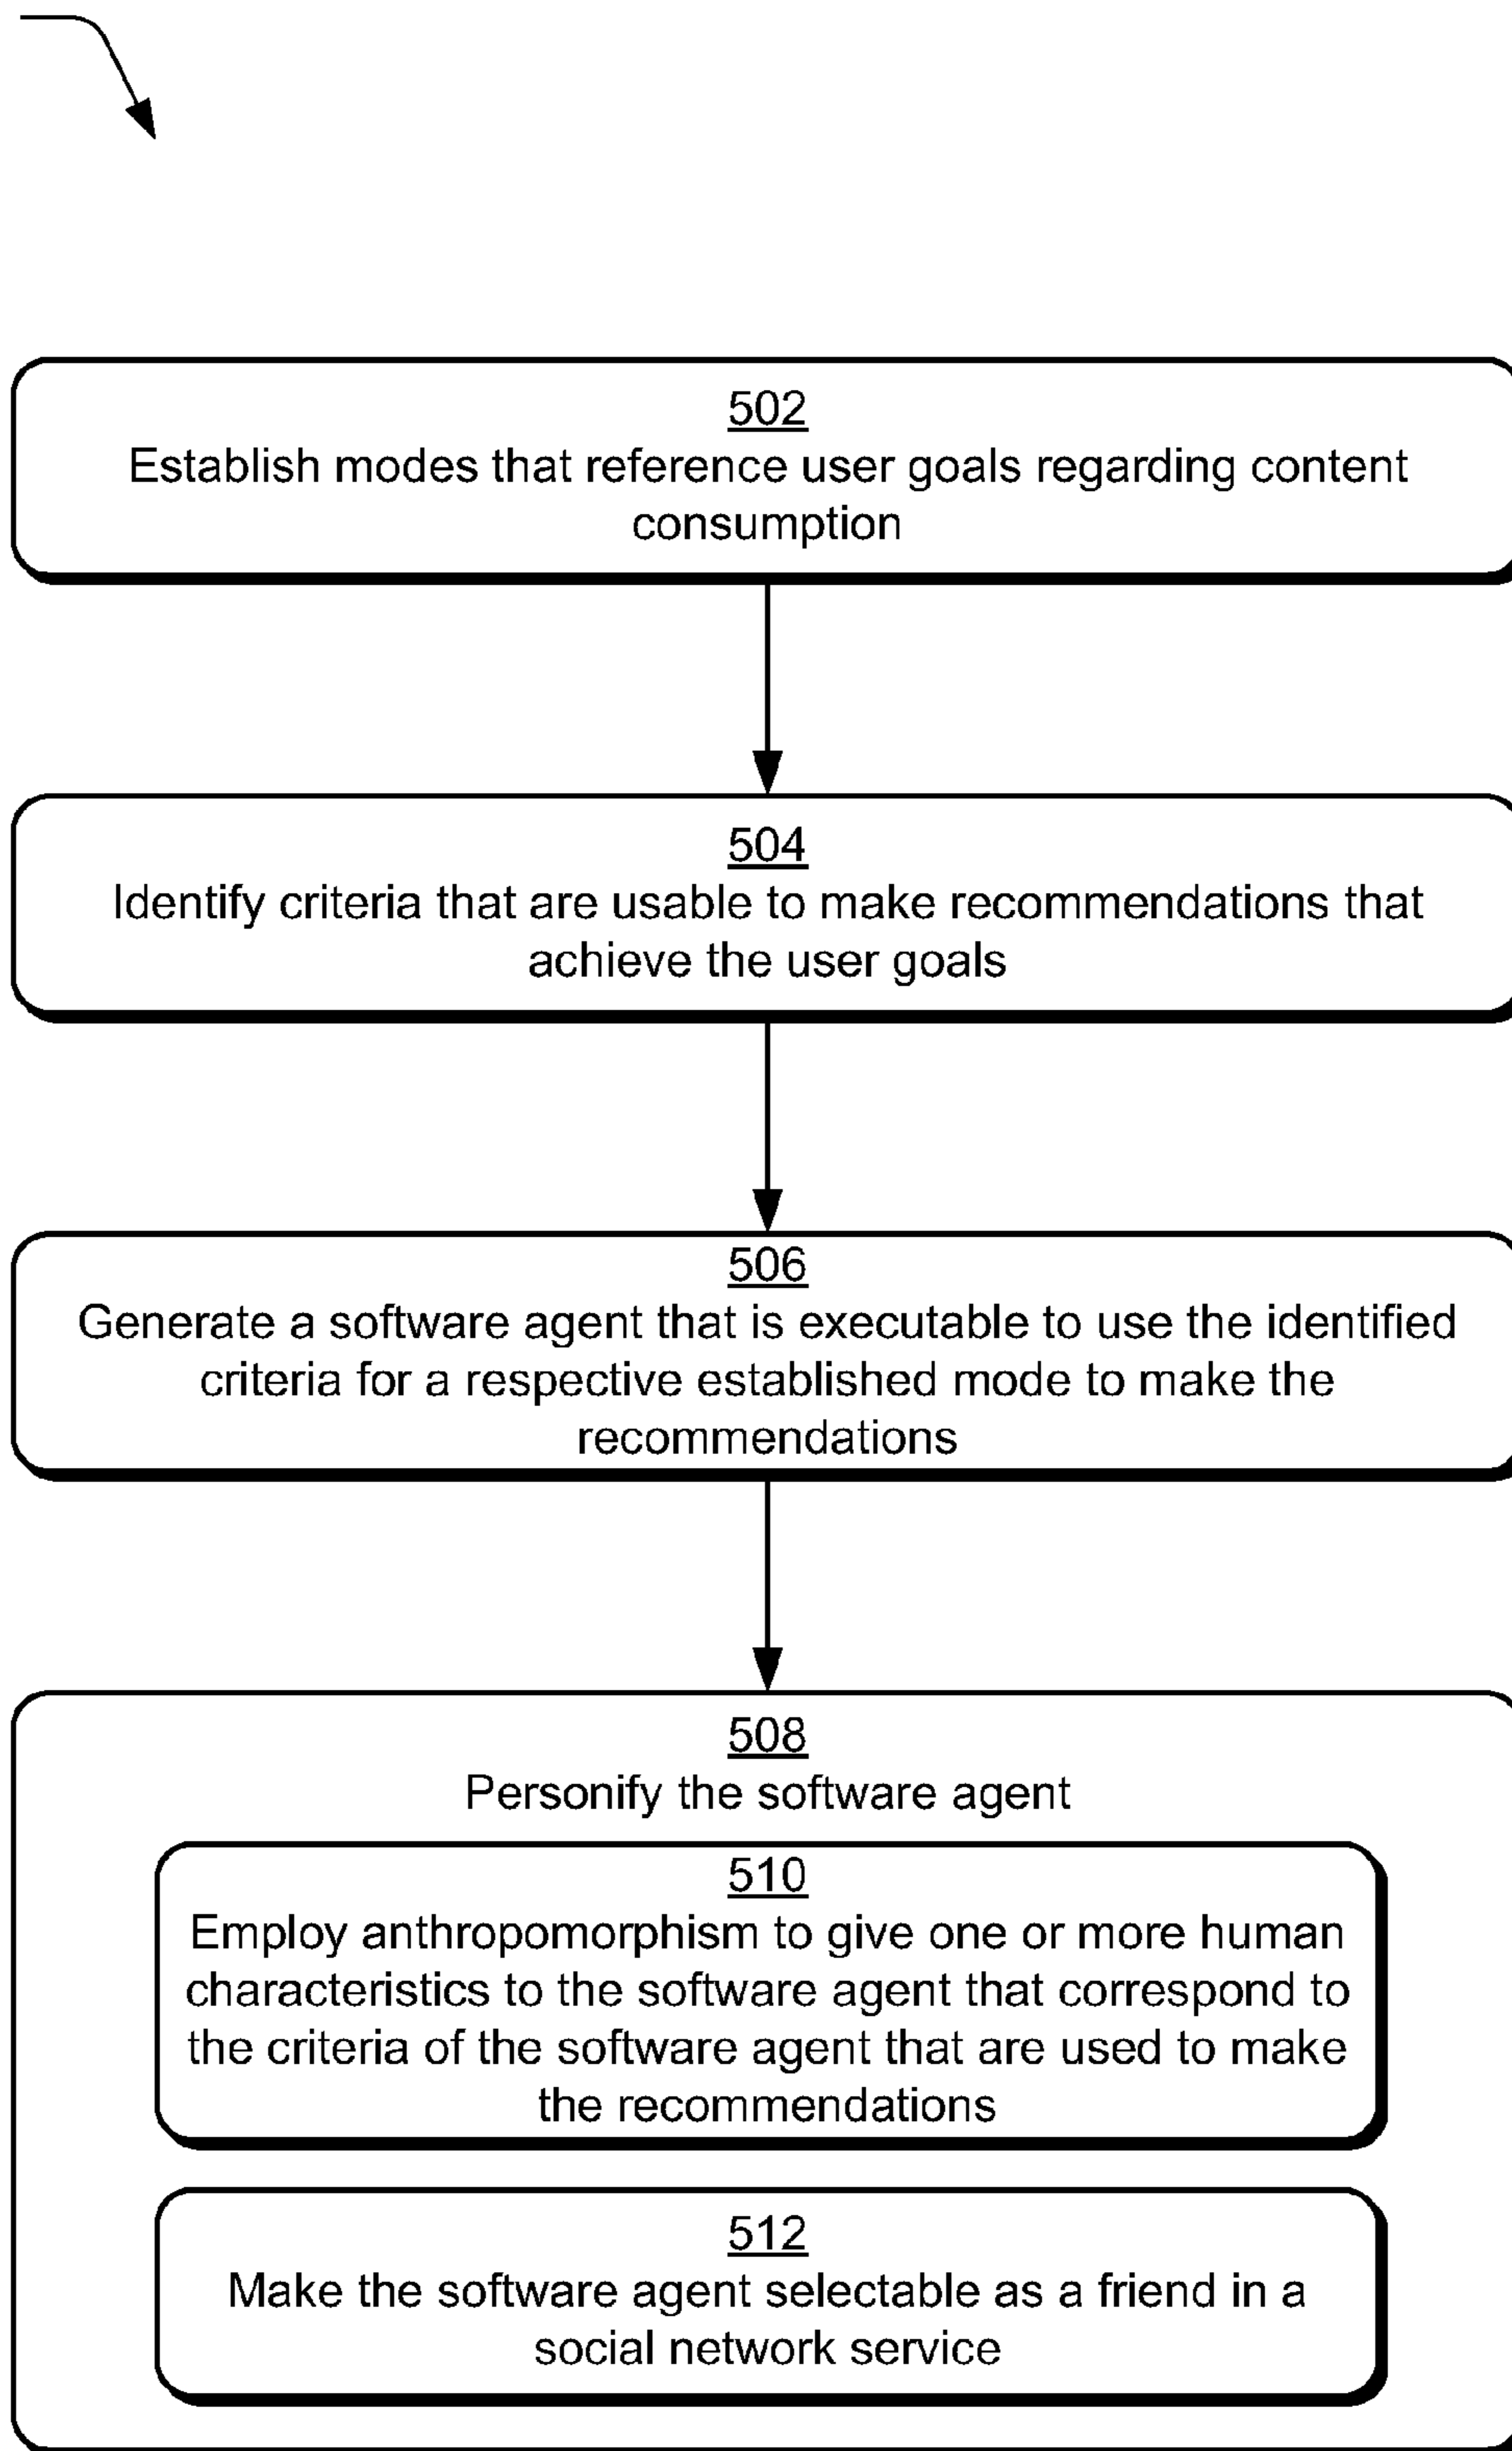 502
Establish modes that reference user goals regarding content
consumption
504
Identify criteria that are usable to make recommendations that
achieve the user goals
506
Generate a software agent that is executable to use the identified
criteria for a respective established mode to make the
recommendations
508
Personify the software agent
510
Employ anthropomorphism to give one or more human
characteristics to the software agent that correspond to
the criteria of the software agent that are used to make
the recommendations
512
Make the software agent selectable as a friend in a
social network service